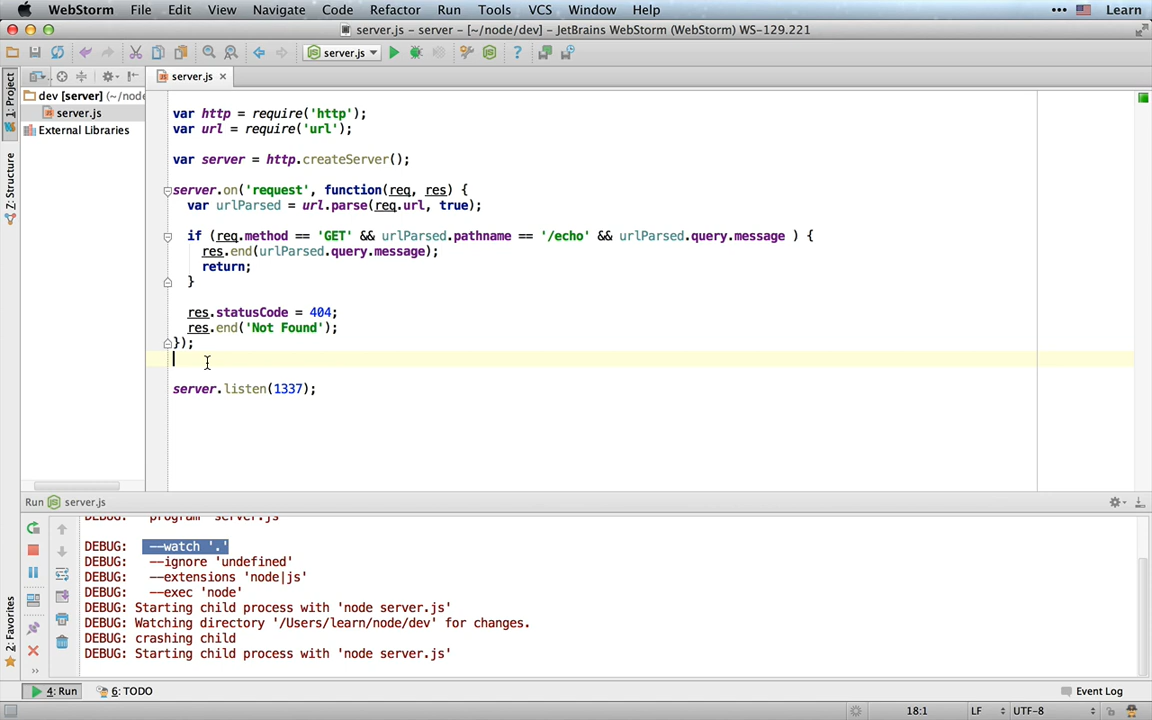 WebStorm File Edit View Navigate Code Refactor Run Tools VCS Window Help Learn
server.js – server – [~/node/dev] – JetBrains WebStorm (WebStorm) WS-129.221
server.js
server.js
1: Project
Z: Structure
2: Favorites
dev [server] (~/node
server.js
External Libraries
var http = require('http');
var url = require('url');
var server = http.createServer();
server.on('request', function(req, res) {
var urlParsed = url.parse(req.url, true);
if (req.method == 'GET' && urlParsed.pathname == '/echo' && urlParsed.query.message ) {
res.end(urlParsed.query.message);
return;
}
res.statusCode = 404;
res.end('Not Found');
});
server.listen(1337);
Run server.js
DEBUG: program 'server.js'
DEBUG: --watch '.'
DEBUG: --ignore 'undefined'
DEBUG: --extensions 'node|js'
DEBUG: --exec 'node'
DEBUG: Starting child process with 'node server.js'
DEBUG: Watching directory '/Users/learn/node/dev' for changes.
DEBUG: crashing child
DEBUG: Starting child process with 'node server.js'
4: Run 6: TODO Event Log
18:1 LF UTF-8